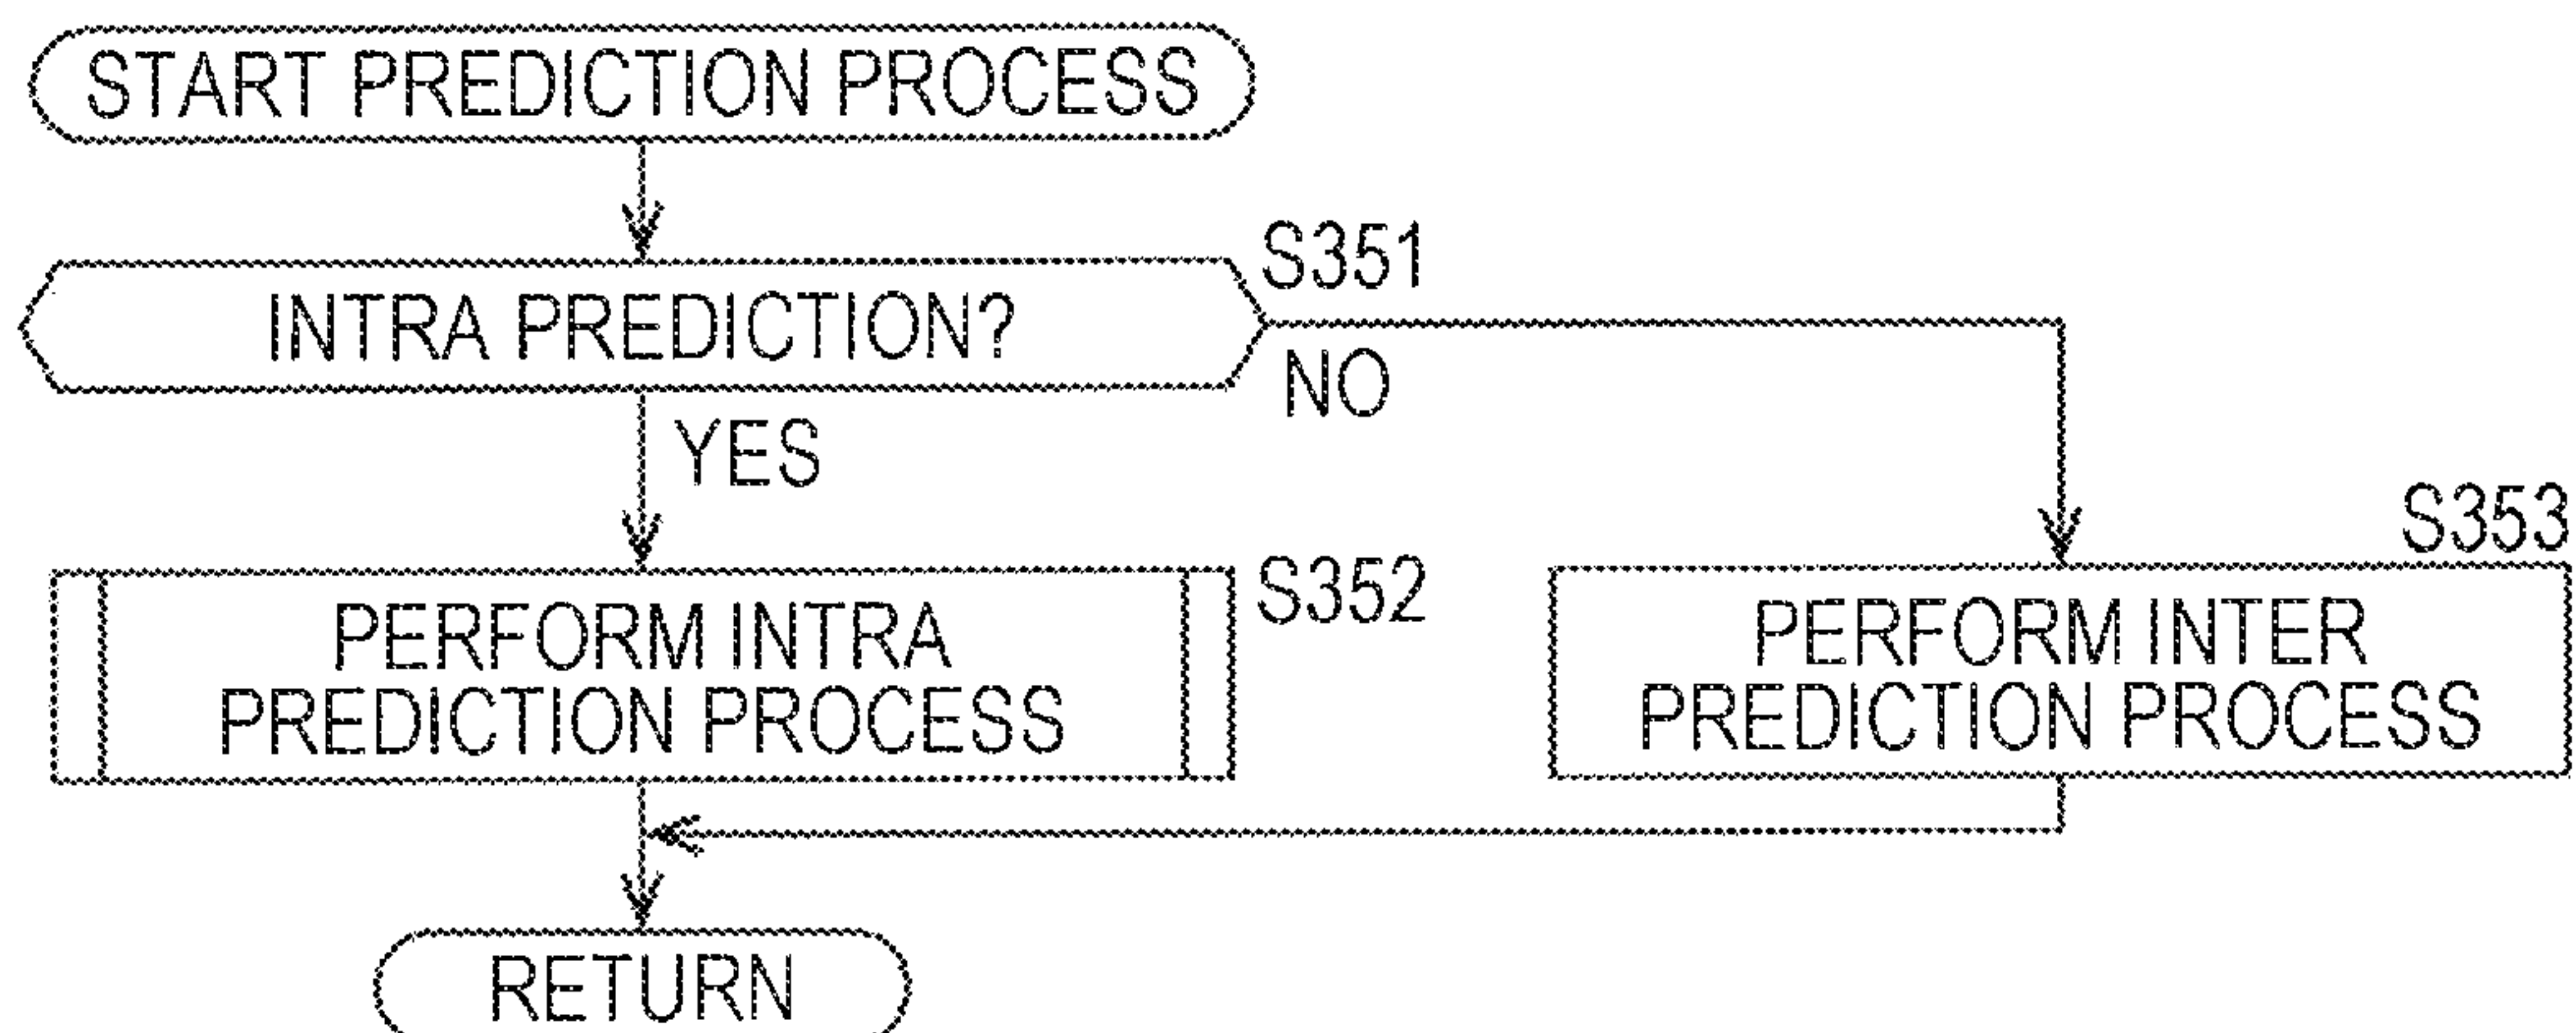 START PREDICTION PROCESS
S351
INTRA PREDICTION?
NO
YES
S353
S352
PERFORM INTRA
PREDICTION PROCESS
PERFORM INTER
PREDICTION PROCESS
RETURN